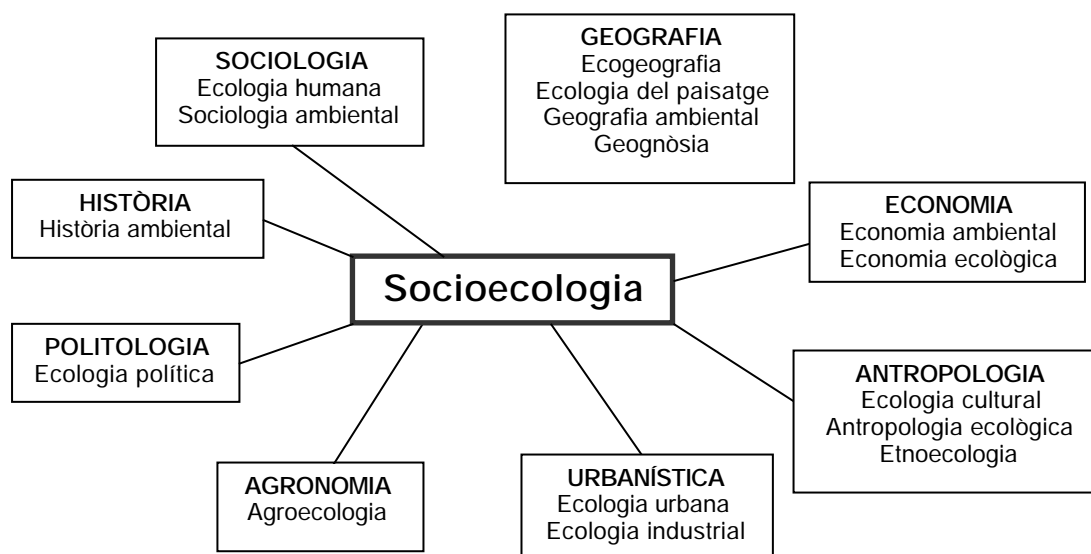 SOCIOLOGIA
Ecologia humana
Sociologia ambiental
GEOGRAFIA
Ecogeografia
Ecologia del paisatge
Geografia ambiental
Geognòsia
HISTÒRIA
Història ambiental
ECONOMIA
Economia ambiental
Economia ecològica
Socioecologia
POLITOLOGIA
Ecologia política
ANTROPOLOGIA
Ecologia cultural
Antropologia ecològica
Etnoecologia
AGRONOMIA
Agroecologia
URBANÍSTICA
Ecologia urbana
Ecologia industrial